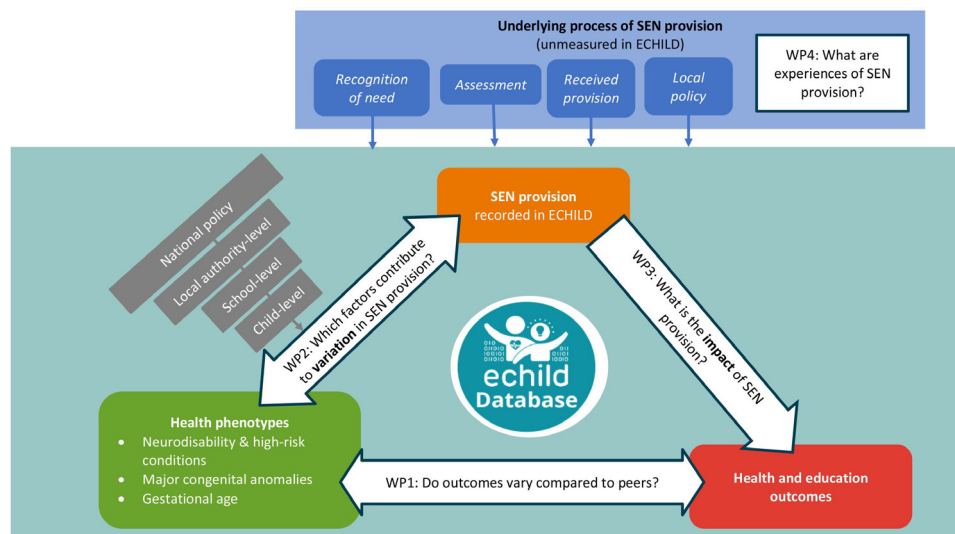 Underlying process of SEN provision
(unmeasured in ECHILD)
Recognition
of need
Assessment
Received
provision
Local
policy
WP4: What are
experiences of SEN
provision?
SEN provision
recorded in ECHILD
National policy
Local authority-level
School-level
Child-level
WP2: Which factors contribute
to variation in SEN provision?
WP3: What is the impact of SEN
provision?
echild
Database
Health phenotypes
• Neurodisability & high-risk
conditions
• Major congenital anomalies
• Gestational age
WP1: Do outcomes vary compared to peers?
Health and education
outcomes